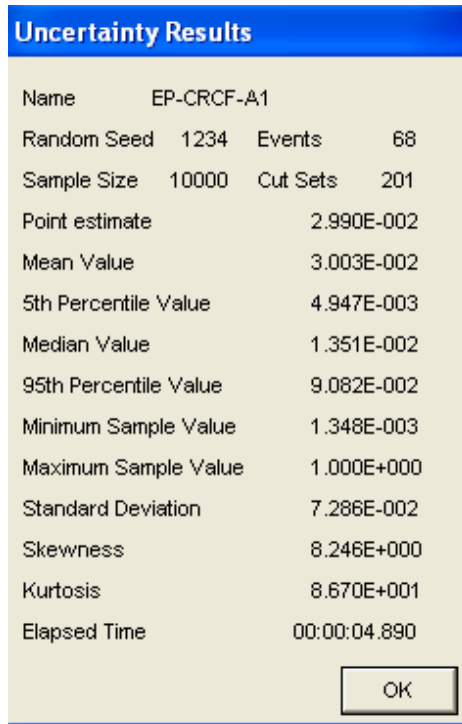 Uncertainty Results
Name EP-CRCF-A1
Random Seed 1234 Events 68
Sample Size 10000 Cut Sets 201
Point estimate 2.990E-002
Mean Value 3.003E-002
5th Percentile Value 4.947E-003
Median Value 1.351E-002
95th Percentile Value 9.082E-002
Minimum Sample Value 1.348E-003
Maximum Sample Value 1.000E+000
Standard Deviation 7.286E-002
Skewness 8.246E+000
Kurtosis 8.670E+001
Elapsed Time 00:00:04.890
OK